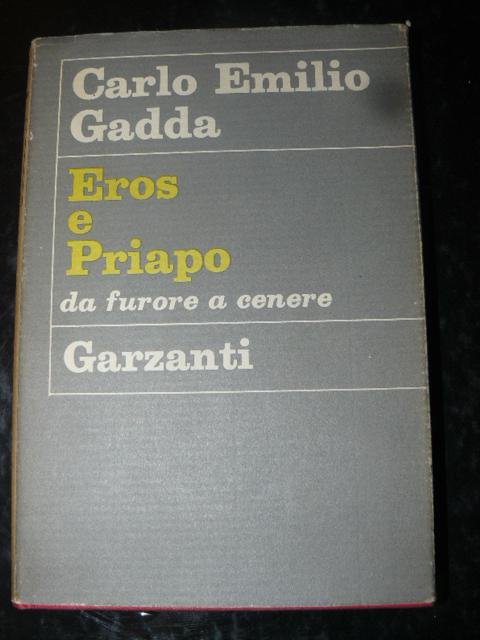 Carlo Emilio
Gadda
Eros
e
Priapo
da furore a cenere
Garzanti